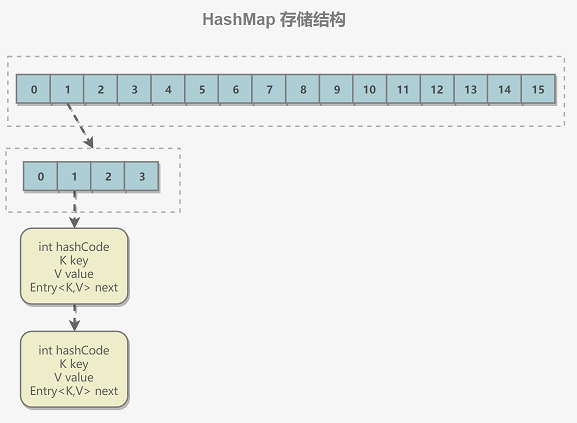 HashMap 存储结构
0 1 2 3 4 5 6 7 8 9 10 11 12 13 14 15
0 1 2 3
int hashCode
K key
V value
Entry<K,V> next
int hashCode
K key
V value
Entry<K,V> next